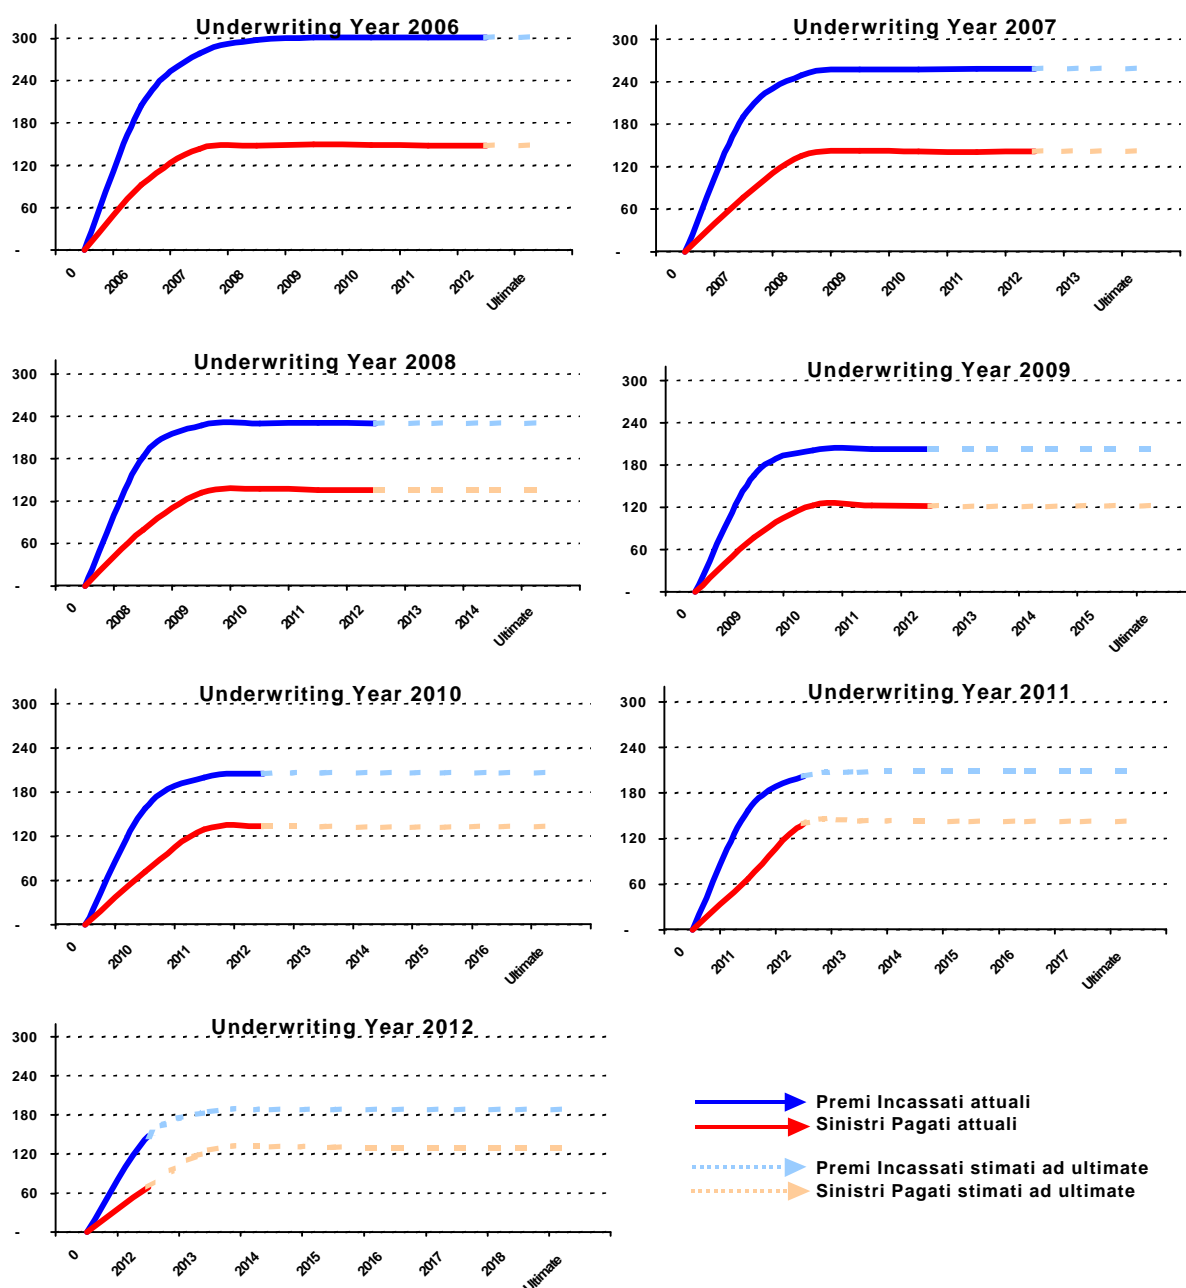 Underwriting Year 2006
300
240
180
120
60
-
0 2006 2007 2008 2009 2010 2011 2012 Ultimate
Underwriting Year 2007
300
240
180
120
60
-
0 2007 2008 2009 2010 2011 2012 2013 Ultimate
Underwriting Year 2008
300
240
180
120
60
-
0 2008 2009 2010 2011 2012 2013 2014 Ultimate
Underwriting Year 2009
300
240
180
120
60
-
0 2009 2010 2011 2012 2013 2014 2015 Ultimate
Underwriting Year 2010
300
240
180
120
60
-
0 2010 2011 2012 2013 2014 2015 2016 Ultimate
Underwriting Year 2011
300
240
180
120
60
-
0 2011 2012 2013 2014 2015 2016 2017 Ultimate
Underwriting Year 2012
300
240
180
120
60
-
0 2012 2013 2014 2015 2016 2017 2018 Ultimate
Premi Incassati attuali
Sinistri Pagati attuali
Premi Incassati stimati ad ultimate
Sinistri Pagati stimati ad ultimate